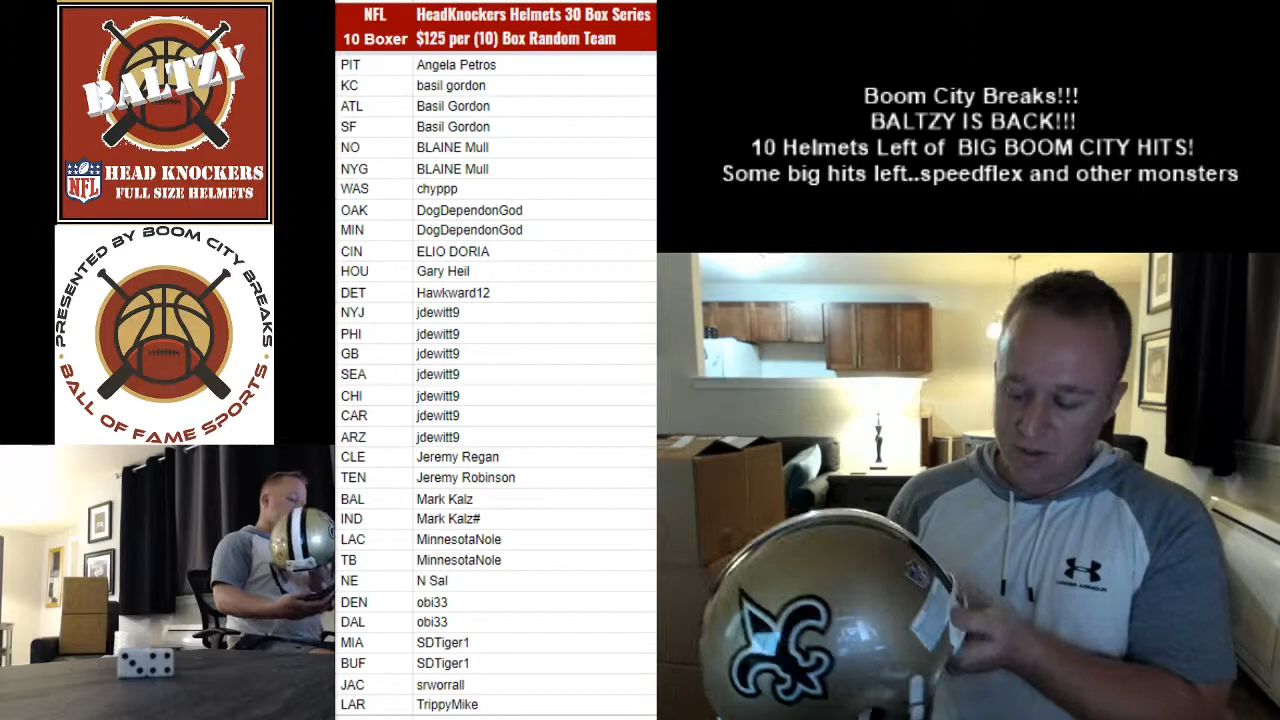 BALTZY
NFL
HEAD KNOCKERS
FULL SIZE HELMETS
PRESENTED BY BOOM CITY BREAKS
BALL OF FAME SPORTS
NFL HeadKnockers Helmets 30 Box Series
10 Boxer $125 per (10) Box Random Team
PIT Angela Petros
KC basil gordon
ATL Basil Gordon
SF Basil Gordon
NO BLAINE Mull
NYG BLAINE Mull
WAS chyppp
OAK DogDependonGod
MIN DogDependonGod
CIN ELIO DORIA
HOU Gary Heil
DET Hawkward12
NYJ jdewitt9
PHI jdewitt9
GB jdewitt9
SEA jdewitt9
CHI jdewitt9
CAR jdewitt9
ARZ jdewitt9
CLE Jeremy Regan
TEN Jeremy Robinson
BAL Mark Kalz
IND Mark Kalz#
LAC MinnesotaNole
TB MinnesotaNole
NE N Sal
DEN obi33
DAL obi33
MIA SDTiger1
BUF SDTiger1
JAC srworrall
LAR TrippyMike
Boom City Breaks!!!
BALTZY IS BACK!!!
10 Helmets Left of BIG BOOM CITY HITS!
Some big hits left..speedflex and other monsters
UNDER ARMOUR